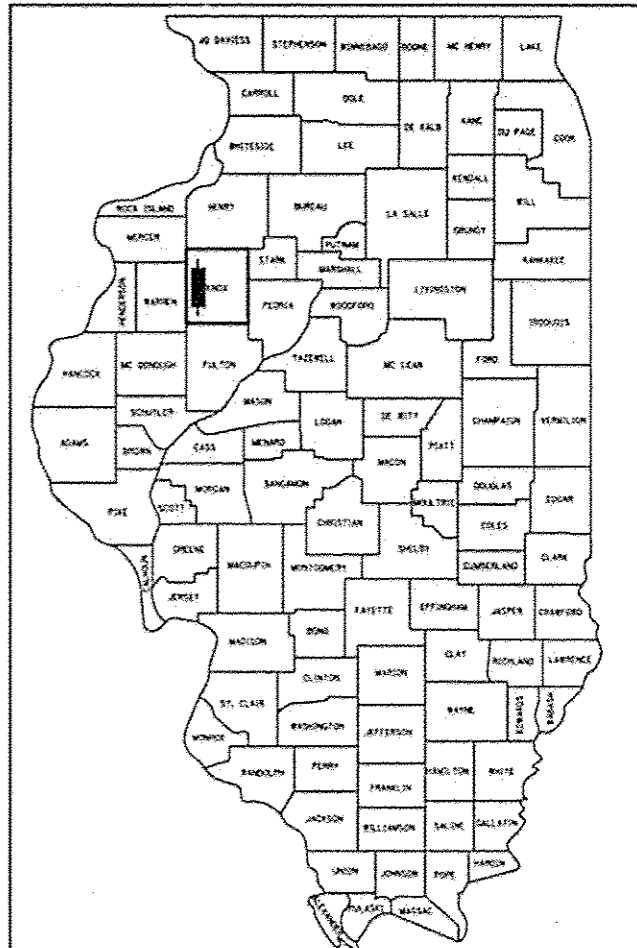 JO DAVIESS
STEPHENSON
WINNEBAGO
BOONE
MC HENRY
LAKE
CARROLL
OGLE
DE KALB
KANE
DU PAGE
COOK
WHITESIDE
LEE
KENDALL
WILL
ROCK ISLAND
HENRY
BUREAU
LA SALLE
GRUNDY
MERCER
PUTNAM
KANKAKEE
STARK
MARSHALL
HENDERSON
WARREN
KNOX
PEORIA
WOODFORD
LIVINGSTON
IROQUOIS
HANCOCK
MC DONOUGH
FULTON
TAZEWELL
MC LEAN
FORD
MASON
SCHUYLER
LOGAN
DE WITT
CHAMPAIGN
VERMILION
ADAMS
BROWN
CASS
MENARD
MACON
PIATT
PIKE
SCOTT
MORGAN
SANGAMON
DOUGLAS
EDGAR
MOULTRIE
CHRISTIAN
COLES
CALHOUN
GREENE
MACOUPIN
MONTGOMERY
SHELBY
CUMBERLAND
CLARK
JERSEY
FAYETTE
EFFINGHAM
JASPER
CRAWFORD
MADISON
BOND
CLAY
RICHLAND
LAWRENCE
CLINTON
MARION
ST. CLAIR
WAYNE
EDWARDS
WABASH
MONROE
WASHINGTON
JEFFERSON
RANDOLPH
PERRY
HAMILTON
WHITE
FRANKLIN
JACKSON
WILLIAMSON
SALINE
GALLATIN
UNION
JOHNSON
POPE
HARDIN
ALEXANDER
PULASKI
MASSAC